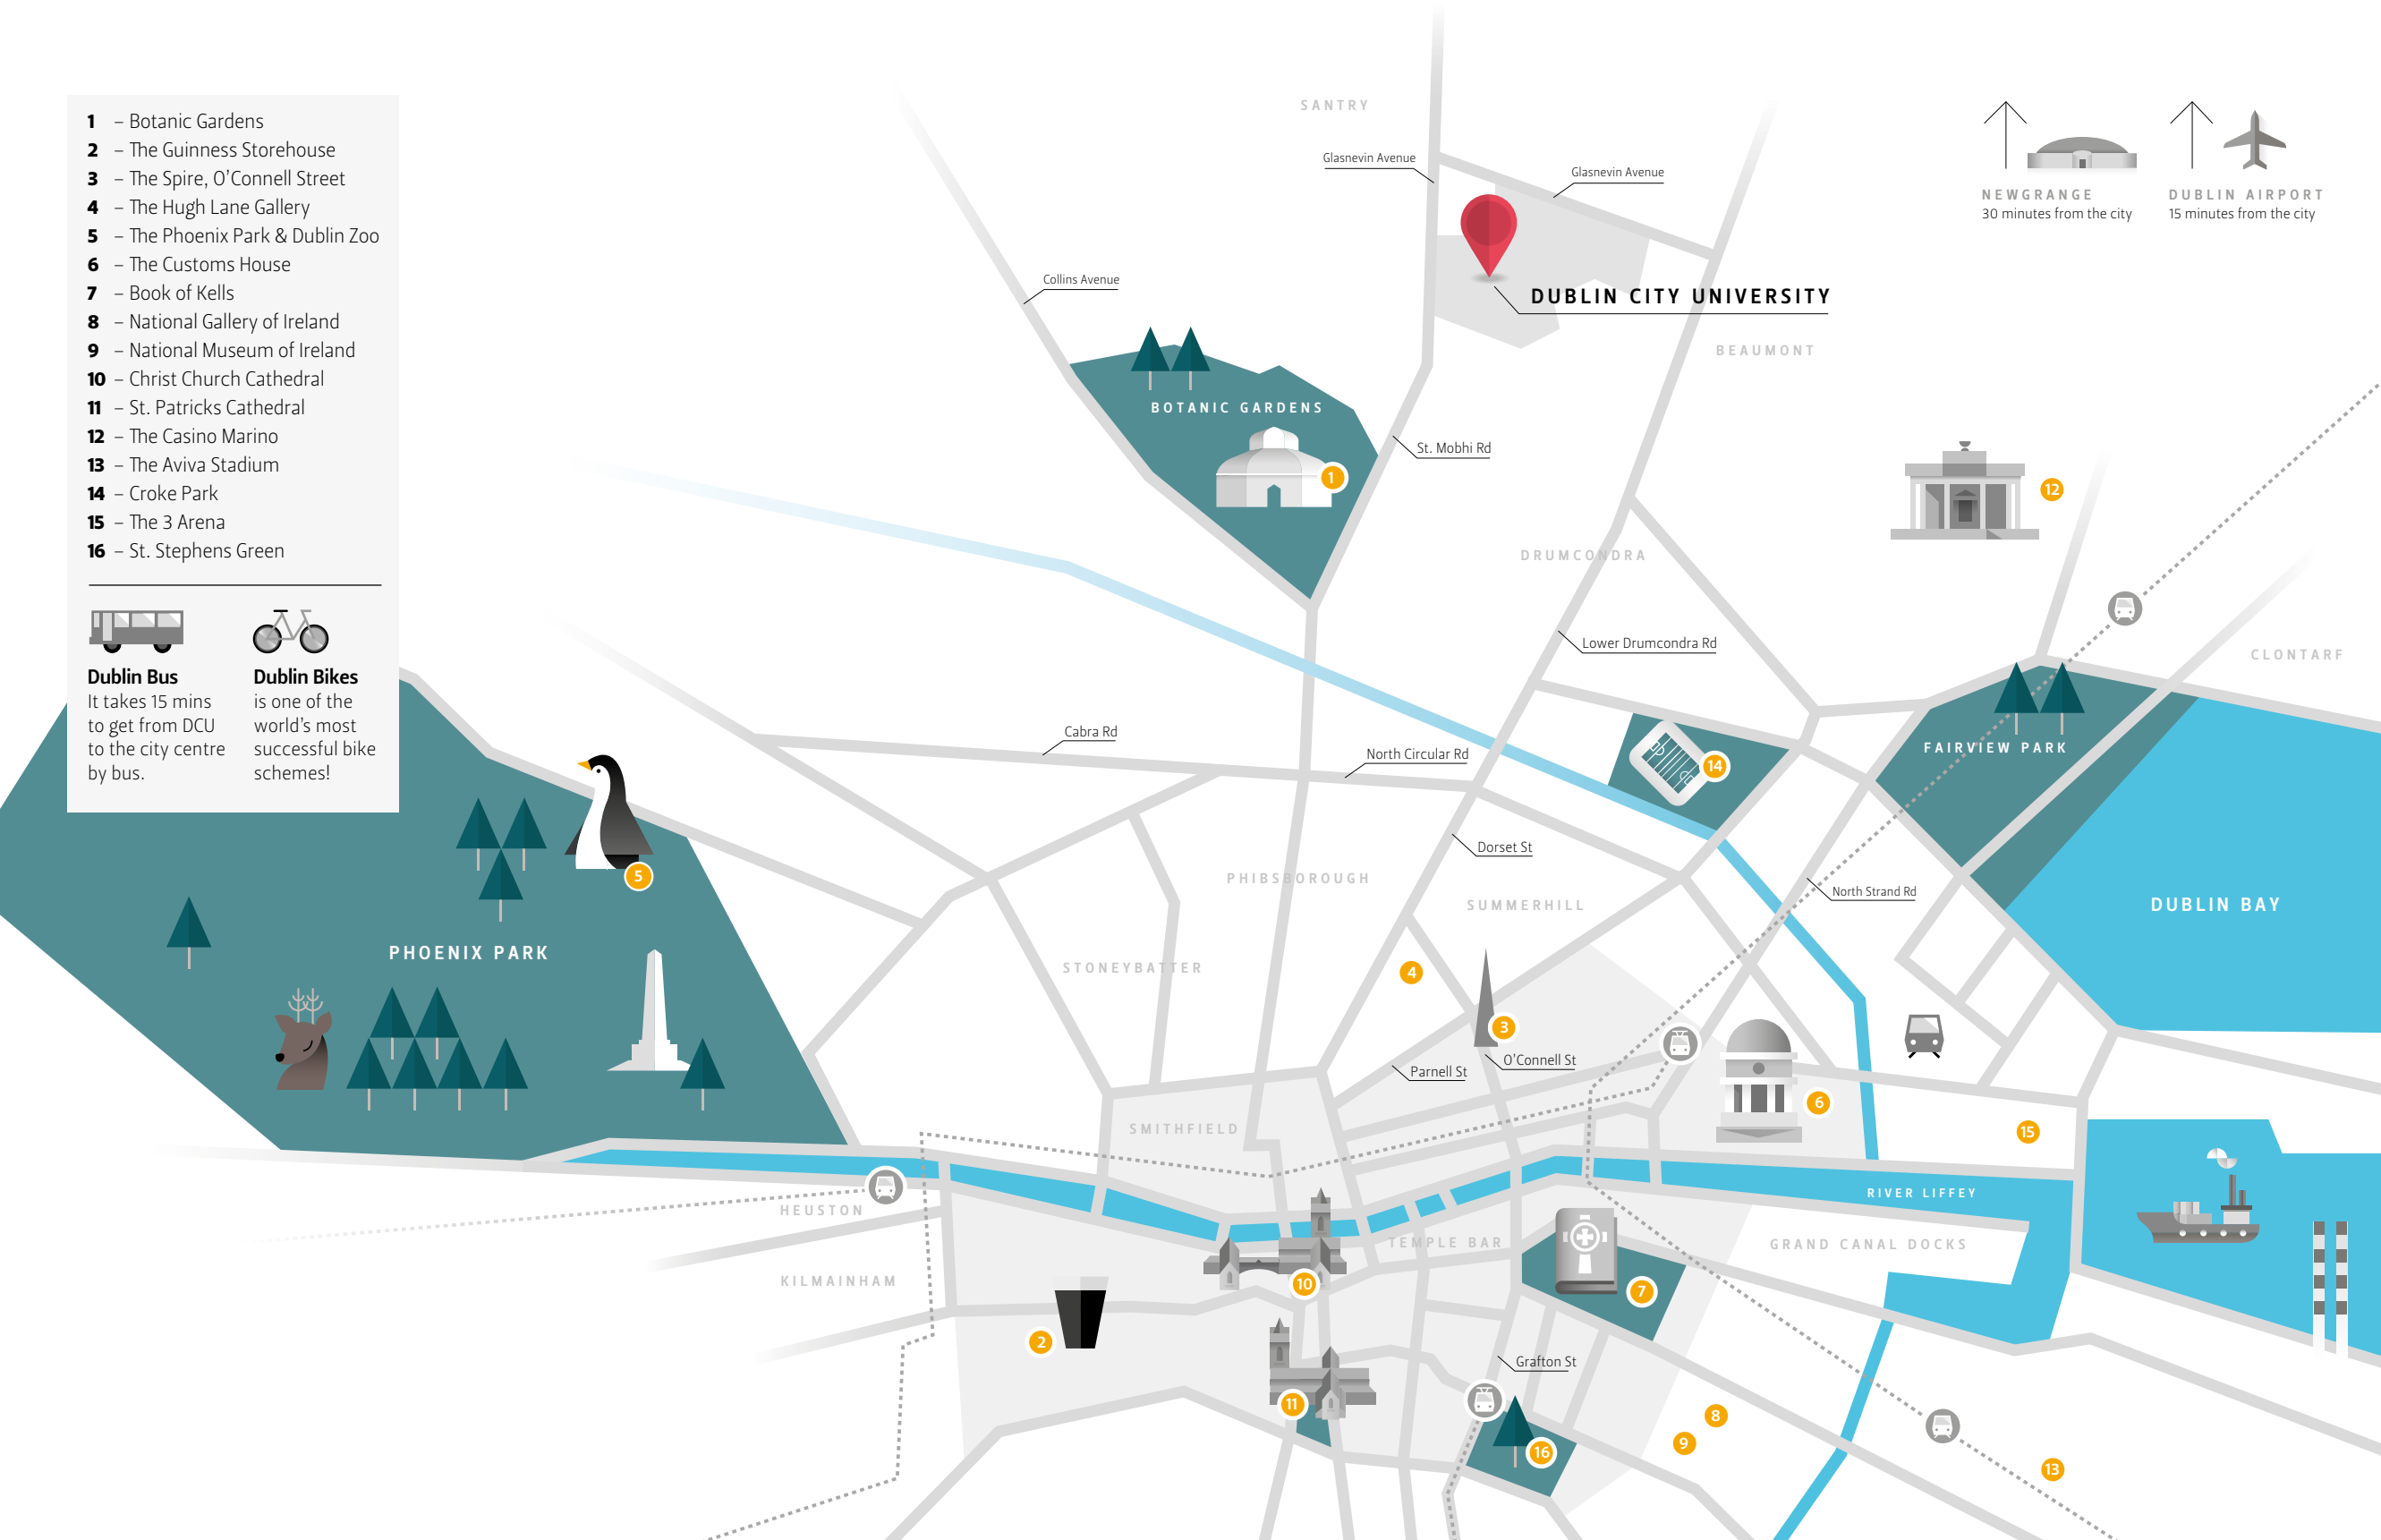 1 – Botanic Gardens
2 – The Guinness Storehouse
3 – The Spire, O'Connell Street
4 – The Hugh Lane Gallery
5 – The Phoenix Park & Dublin Zoo
6 – The Customs House
7 – Book of Kells
8 – National Gallery of Ireland
9 – National Museum of Ireland
10 – Christ Church Cathedral
11 – St. Patricks Cathedral
12 – The Casino Marino
13 – The Aviva Stadium
14 – Croke Park
15 – The 3 Arena
16 – St. Stephens Green
Dublin Bus
It takes 15 mins
to get from DCU
to the city centre
by bus.
Dublin Bikes
is one of the
world's most
successful bike
schemes!
SANTRY
Glasnevin Avenue
Glasnevin Avenue
NEWGRANGE
30 minutes from the city
DUBLIN AIRPORT
15 minutes from the city
Collins Avenue
DUBLIN CITY UNIVERSITY
BEAUMONT
BOTANIC GARDENS
St. Mobhi Rd
1
12
DRUMCONDRA
Lower Drumcondra Rd
CLONTARF
Cabra Rd
North Circular Rd
14
FAIRVIEW PARK
Dorset St
5
PHIBSBOROUGH
SUMMERHILL
North Strand Rd
DUBLIN BAY
PHOENIX PARK
STONEYBATTER
4
3
O'Connell St
Parnell St
6
SMITHFIELD
15
RIVER LIFFEY
HEUSTON
TEMPLE BAR
GRAND CANAL DOCKS
KILMAINHAM
10
7
2
Grafton St
11
8
9
16
13